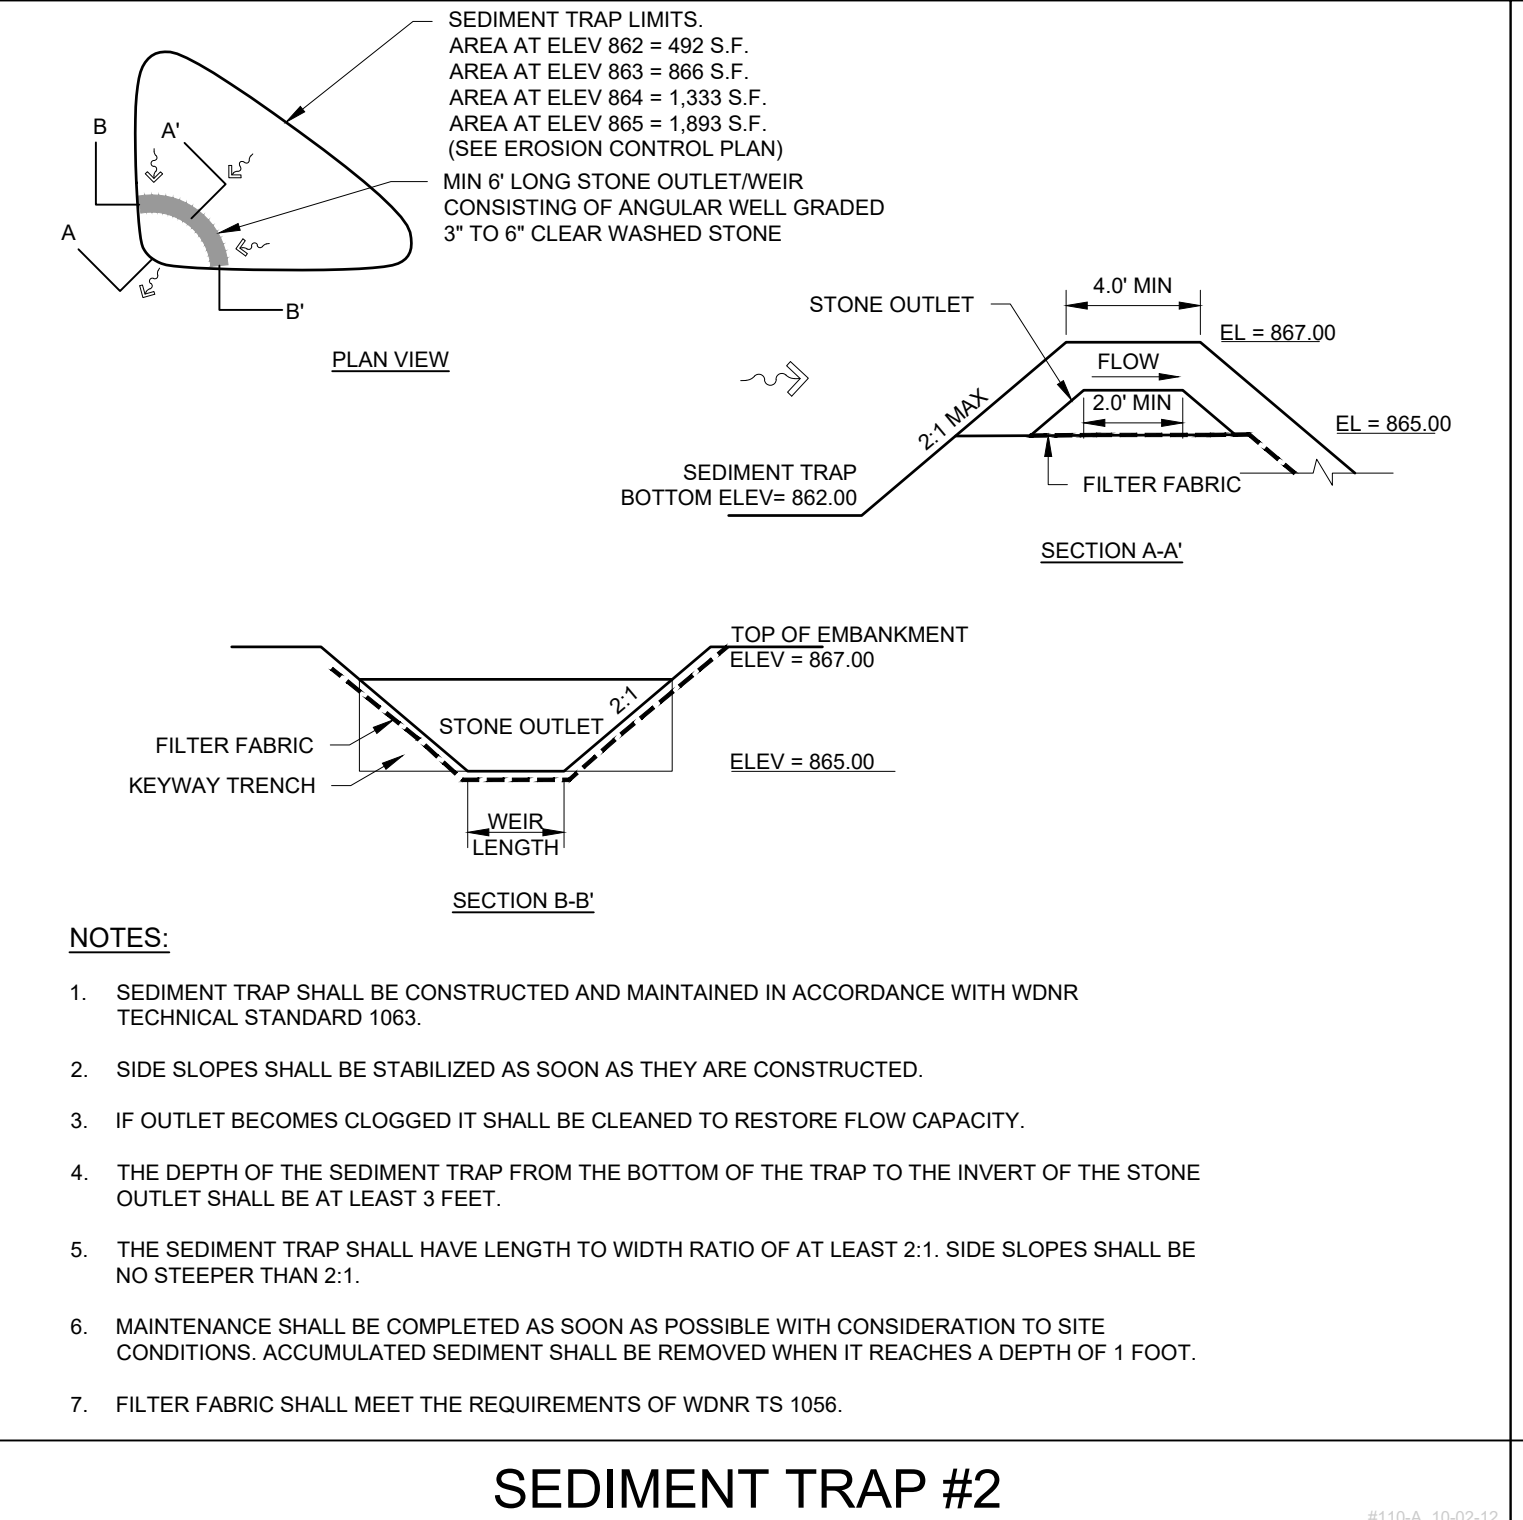 SEDIMENT TRAP LIMITS.
AREA AT ELEV 862 = 492 S.F.
AREA AT ELEV 863 = 866 S.F.
AREA AT ELEV 864 = 1,333 S.F.
AREA AT ELEV 865 = 1,893 S.F.
(SEE EROSION CONTROL PLAN)
MIN 6' LONG STONE OUTLET/WEIR
CONSISTING OF ANGULAR WELL GRADED
3" TO 6" CLEAR WASHED STONE
B
A'
A
B'
PLAN VIEW
4.0' MIN
STONE OUTLET
EL = 867.00
FLOW
2.0' MIN
2:1 MAX
EL = 865.00
SEDIMENT TRAP
BOTTOM ELEV= 862.00
FILTER FABRIC
SECTION A-A'
TOP OF EMBANKMENT
ELEV = 867.00
2:1
STONE OUTLET
FILTER FABRIC
ELEV = 865.00
KEYWAY TRENCH
WEIR
LENGTH
SECTION B-B'
NOTES:
1. SEDIMENT TRAP SHALL BE CONSTRUCTED AND MAINTAINED IN ACCORDANCE WITH WDNR
TECHNICAL STANDARD 1063.
2. SIDE SLOPES SHALL BE STABILIZED AS SOON AS THEY ARE CONSTRUCTED.
3. IF OUTLET BECOMES CLOGGED IT SHALL BE CLEANED TO RESTORE FLOW CAPACITY.
4. THE DEPTH OF THE SEDIMENT TRAP FROM THE BOTTOM OF THE TRAP TO THE INVERT OF THE STONE
OUTLET SHALL BE AT LEAST 3 FEET.
5. THE SEDIMENT TRAP SHALL HAVE LENGTH TO WIDTH RATIO OF AT LEAST 2:1. SIDE SLOPES SHALL BE
NO STEEPER THAN 2:1.
6. MAINTENANCE SHALL BE COMPLETED AS SOON AS POSSIBLE WITH CONSIDERATION TO SITE
CONDITIONS. ACCUMULATED SEDIMENT SHALL BE REMOVED WHEN IT REACHES A DEPTH OF 1 FOOT.
7. FILTER FABRIC SHALL MEET THE REQUIREMENTS OF WDNR TS 1056.
SEDIMENT TRAP #2
#110-A 10-02-12